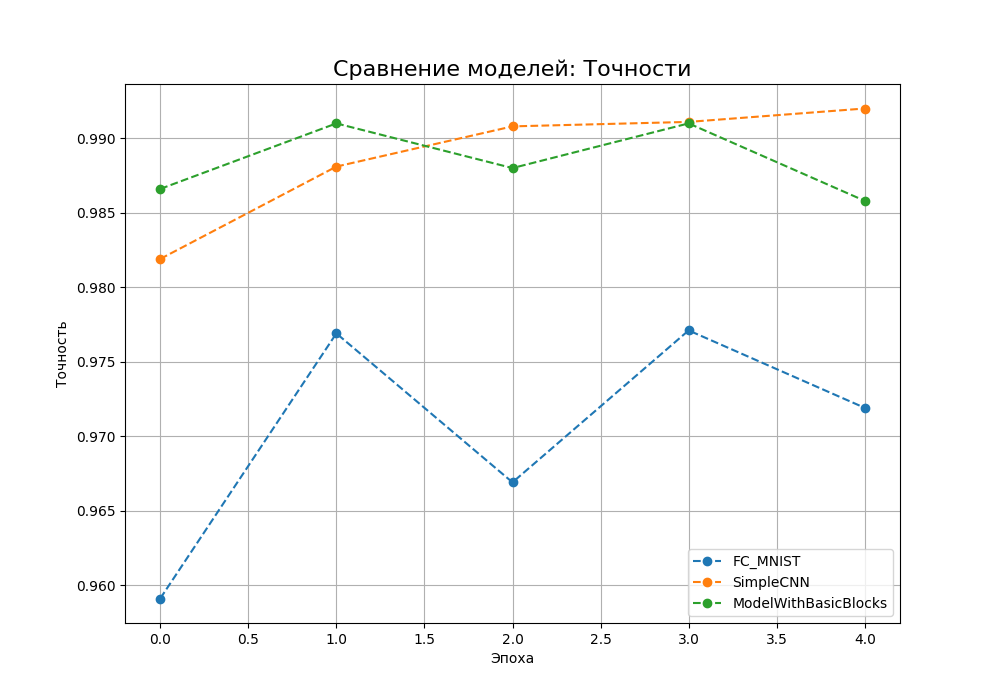 Сравнение моделей: Точности
0.990
0.985
0.980
0.975
0.970
0.965
0.960
Точность
FC_MNIST
SimpleCNN
ModelWithBasicBlocks
0.0 0.5 1.0 1.5 2.0 2.5 3.0 3.5 4.0
Эпоха